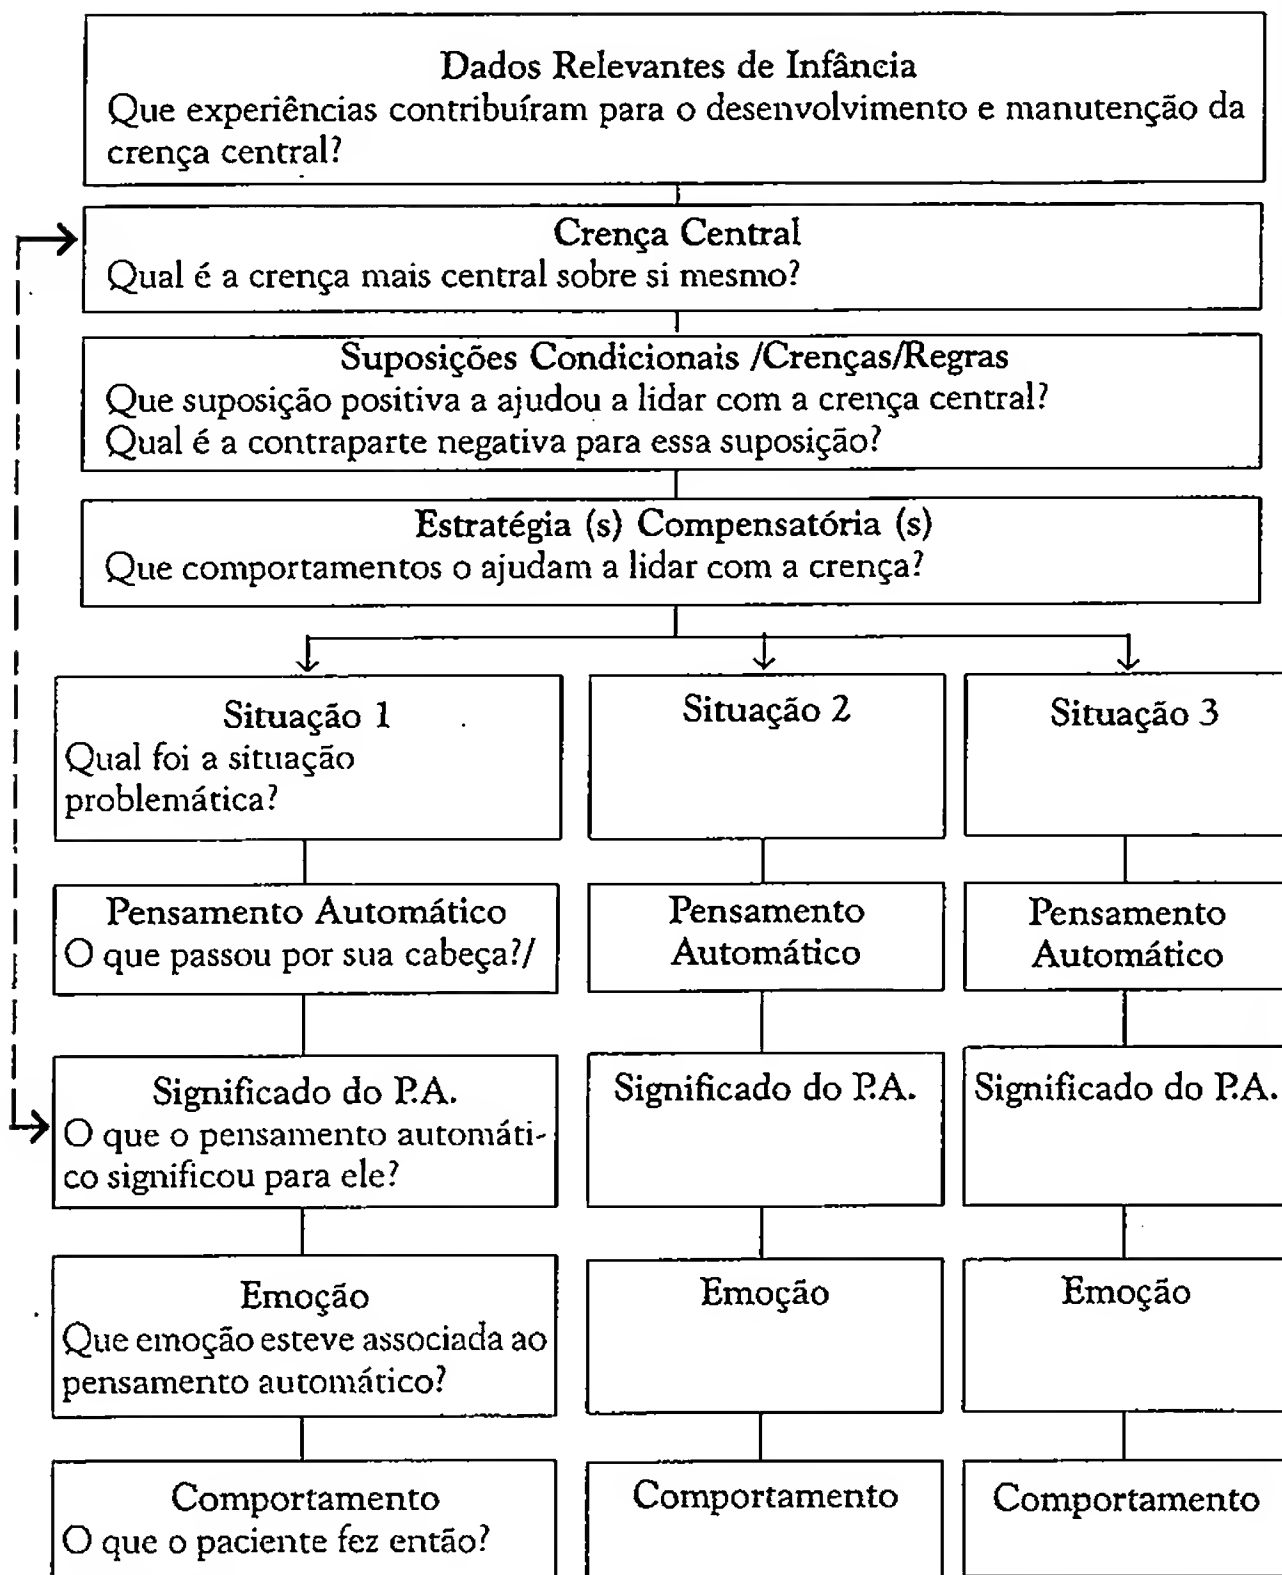 Dados Relevantes de Infância
Que experiências contribuíram para o desenvolvimento e manutenção da
crença central?
Crença Central
Qual é a crença mais central sobre si mesmo?
Suposições Condicionais /Crenças/Regras
Que suposição positiva a ajudou a lidar com a crença central?
Qual é a contraparte negativa para essa suposição?
Estratégia (s) Compensatória (s)
Que comportamentos o ajudam a lidar com a crença?
Situação 1
Qual foi a situação
problemática?
Situação 2
Situação 3
Pensamento Automático
O que passou por sua cabeça?/
Pensamento
Automático
Pensamento
Automático
Significado do P.A.
O que o pensamento automáti-
co significou para ele?
Significado do P.A.
Significado do P.A.
Emoção
Que emoção esteve associada ao
pensamento automático?
Emoção
Emoção
Comportamento
O que o paciente fez então?
Comportamento
Comportamento